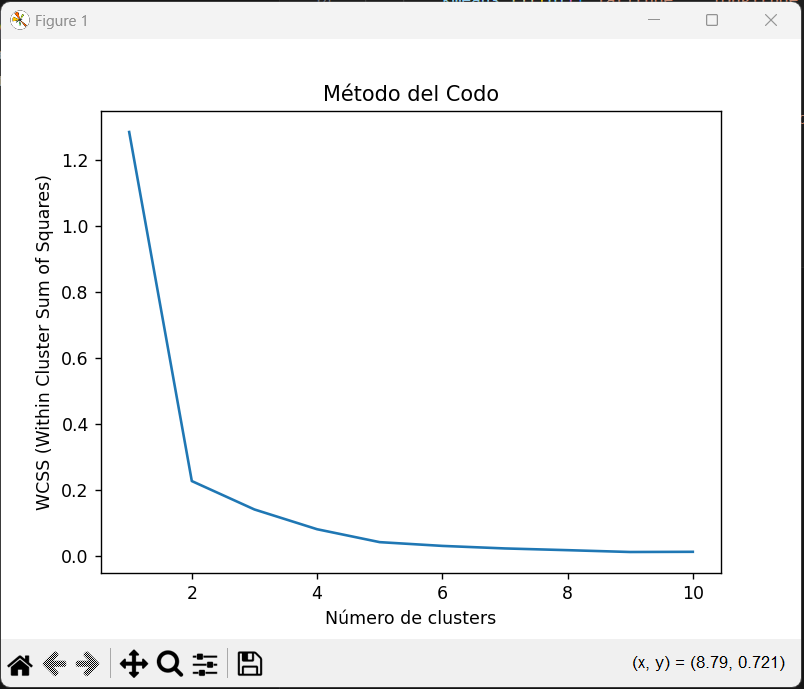 Figure 1
Método del Codo
WCSS (Within Cluster Sum of Squares)
1.2
1.0
0.8
0.6
0.4
0.2
0.0
2 4 6 8 10
Número de clusters
(x, y) = (8.79, 0.721)